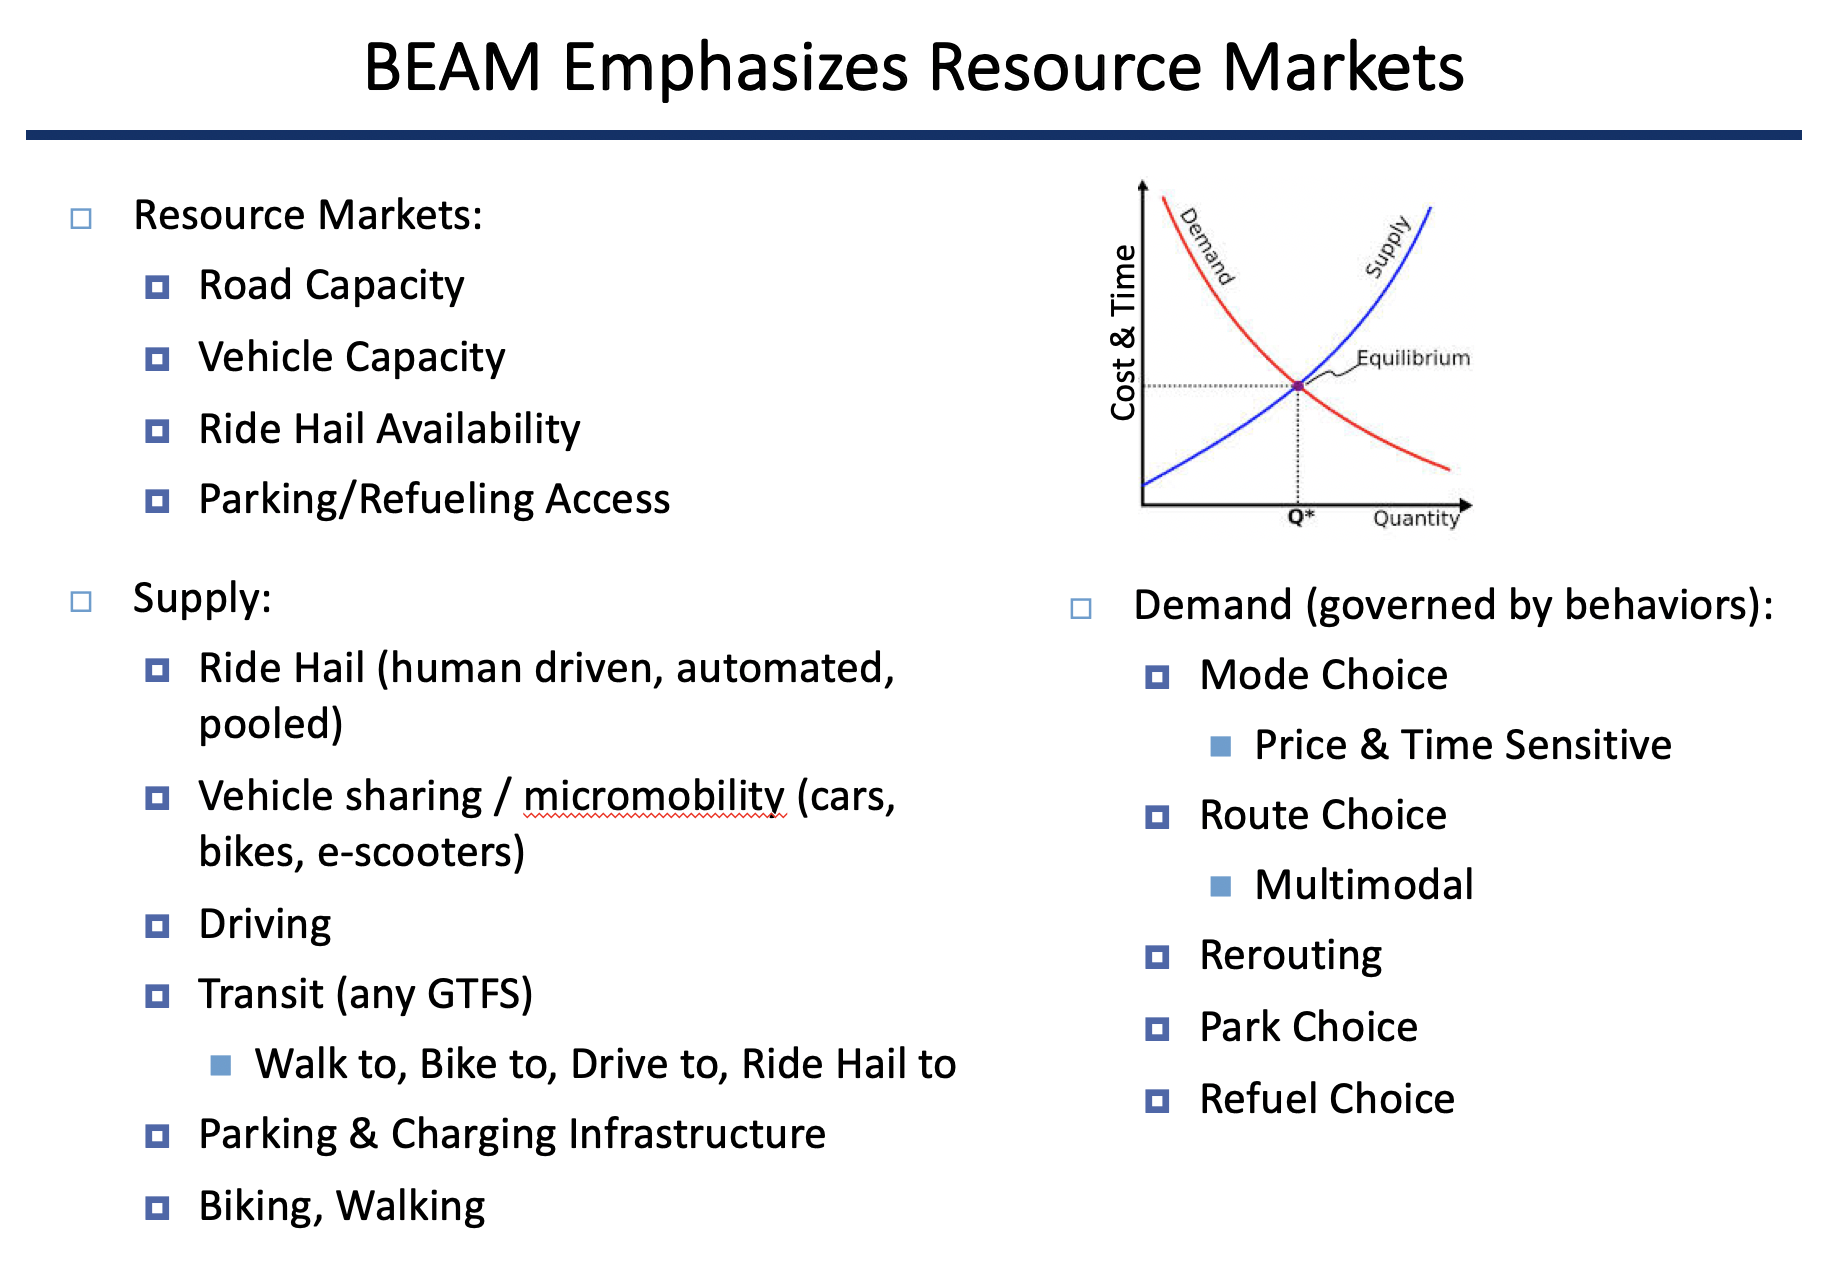 BEAM Emphasizes Resource Markets
Resource Markets:
Road Capacity
Vehicle Capacity
Ride Hail Availability
Parking/Refueling Access
Cost & Time
Demand
Supply
Equilibrium
Q*
Quantity
Supply:
Ride Hail (human driven, automated,
pooled)
Vehicle sharing / micromobility (cars,
bikes, e-scooters)
Driving
Transit (any GTFS)
Walk to, Bike to, Drive to, Ride Hail to
Parking & Charging Infrastructure
Biking, Walking
Demand (governed by behaviors):
Mode Choice
Price & Time Sensitive
Route Choice
Multimodal
Rerouting
Park Choice
Refuel Choice